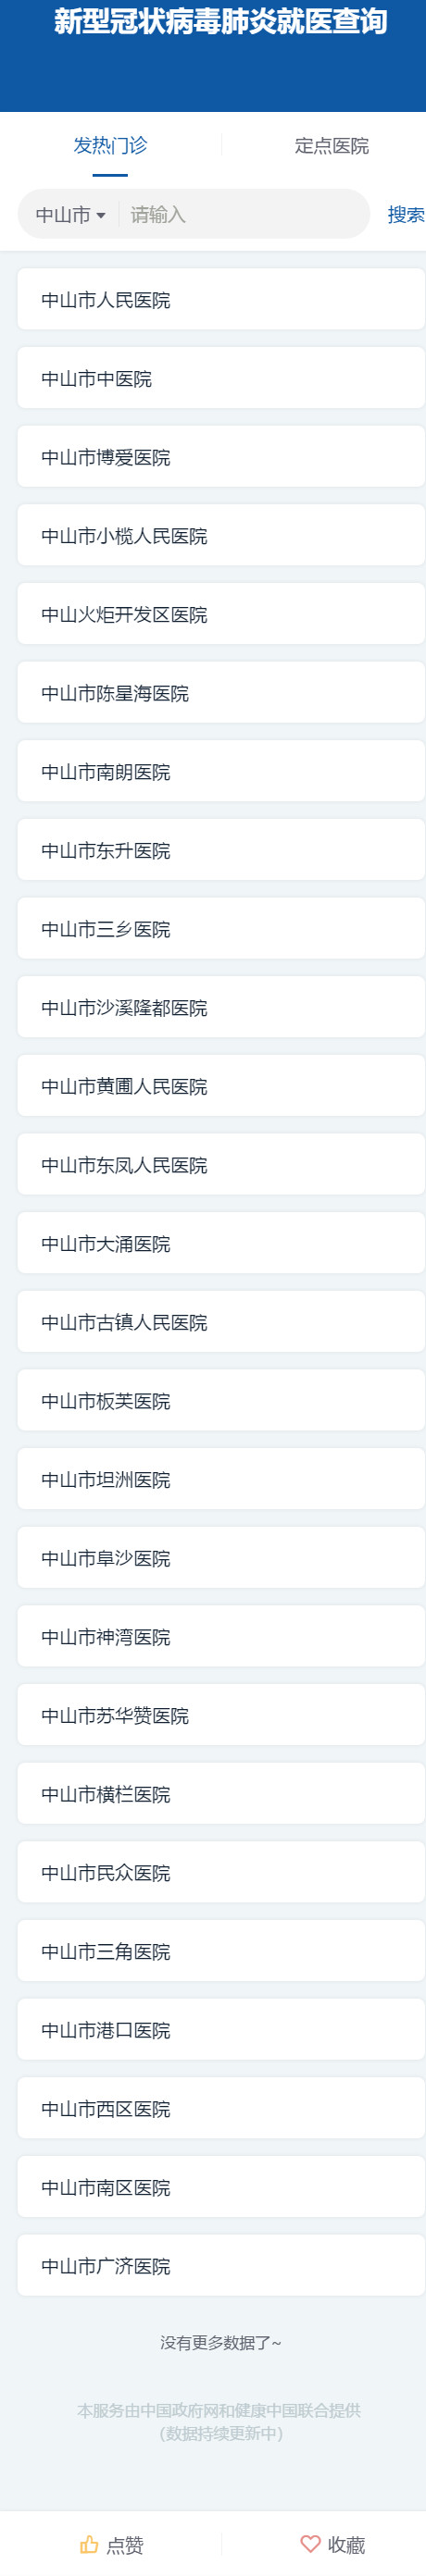 新型冠状病毒肺炎就医查询
发热门诊 定点医院
中山市 请输入 搜索
中山市人民医院
中山市中医院
中山市博爱医院
中山市小榄人民医院
中山火炬开发区医院
中山市陈星海医院
中山市南朗医院
中山市东升医院
中山市三乡医院
中山市沙溪隆都医院
中山市黄圃人民医院
中山市东凤人民医院
中山市大涌医院
中山市古镇人民医院
中山市板芙医院
中山市坦洲医院
中山市阜沙医院
中山市神湾医院
中山市苏华赞医院
中山市横栏医院
中山市民众医院
中山市三角医院
中山市港口医院
中山市西区医院
中山市南区医院
中山市广济医院
没有更多数据了~
本服务由中国政府网和健康中国联合提供
（数据持续更新中）
点赞 收藏